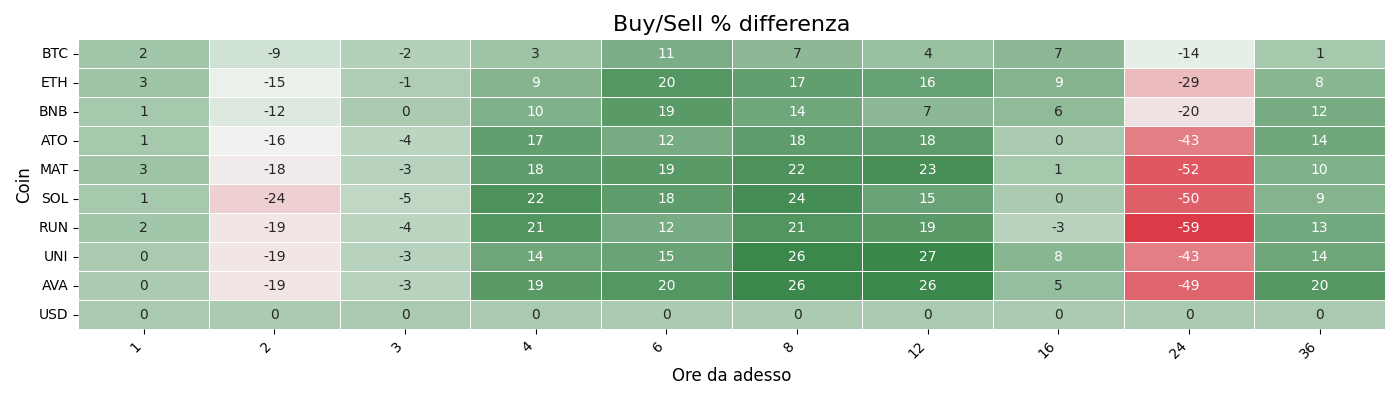 Buy/Sell % differenza
Coin
BTC 2 -9 -2 3 11 7 4 7 -14 1
ETH 3 -15 -1 9 20 17 16 9 -29 8
BNB 1 -12 0 10 19 14 7 6 -20 12
ATO 1 -16 -4 17 12 18 18 0 -43 14
MAT 3 -18 -3 18 19 22 23 1 -52 10
SOL 1 -24 -5 22 18 24 15 0 -50 9
RUN 2 -19 -4 21 12 21 19 -3 -59 13
UNI 0 -19 -3 14 15 26 27 8 -43 14
AVA 0 -19 -3 19 20 26 26 5 -49 20
USD 0 0 0 0 0 0 0 0 0 0
1 2 3 4 6 8 12 16 24 36
Ore da adesso